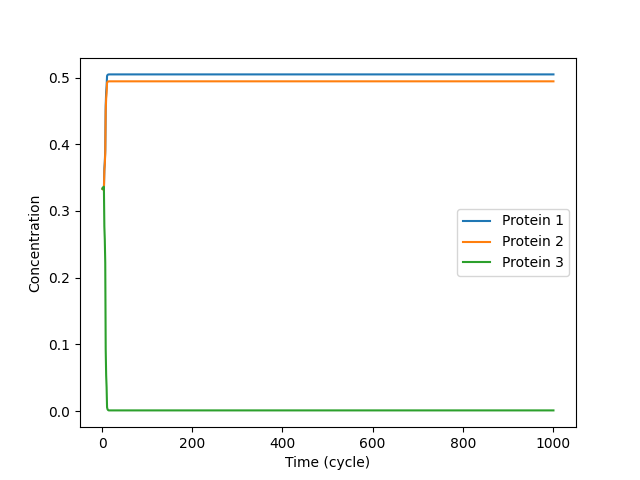 Concentration
0.5
0.4
0.3
0.2
0.1
0.0
Protein 1
Protein 2
Protein 3
0 200 400 600 800 1000
Time (cycle)